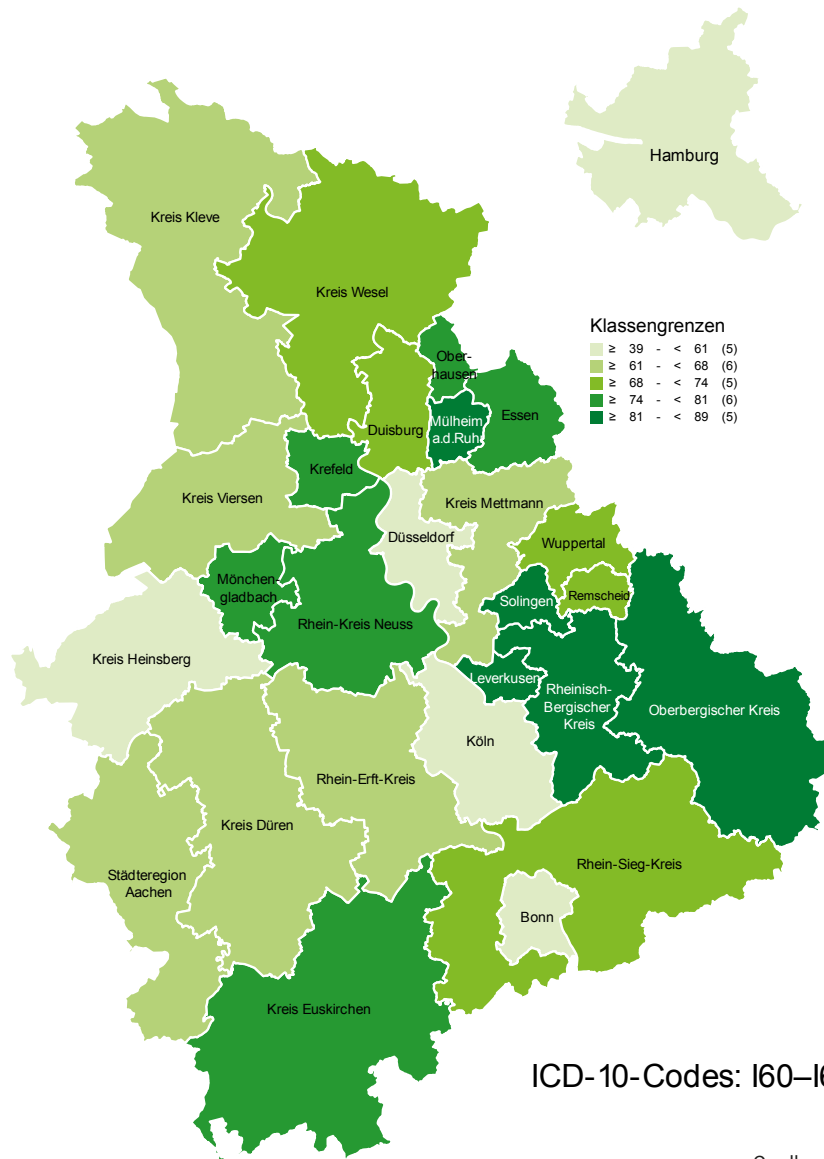 Hamburg
Kreis Kleve
Kreis Wesel
Klassengrenzen
≥ 39 - < 61 (5)
≥ 61 - < 68 (6)
≥ 68 - < 74 (5)
≥ 74 - < 81 (6)
≥ 81 - < 89 (5)
Ober-
hausen
Mülheim
a.d.Ruh
Essen
Duisburg
Krefeld
Kreis Viersen
Kreis Mettmann
Düsseldorf
Wuppertal
Mönchen-
gladbach
Solingen
Remscheid
Rhein-Kreis Neuss
Kreis Heinsberg
Leverkusen
Rheinisch-
Bergischer
Kreis
Oberbergischer Kreis
Köln
Rhein-Erft-Kreis
Kreis Düren
Städteregion
Aachen
Rhein-Sieg-Kreis
Bonn
Kreis Euskirchen
ICD-10-Codes: I60–I6